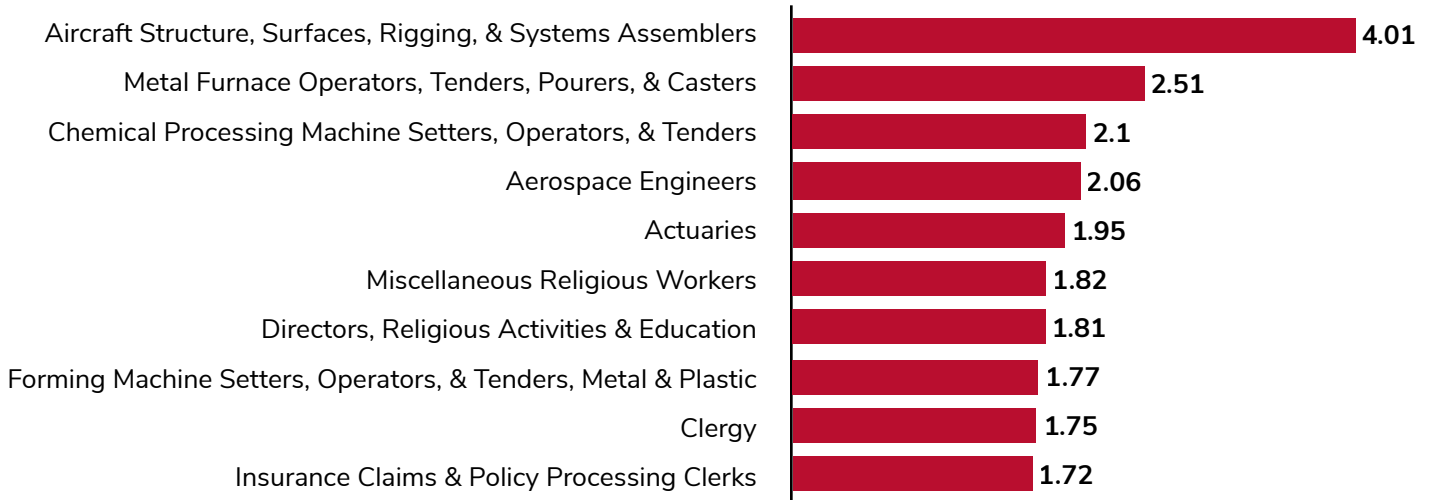 Aircraft Structure, Surfaces, Rigging, & Systems Assemblers 4.01
Metal Furnace Operators, Tenders, Pourers, & Casters 2.51
Chemical Processing Machine Setters, Operators, & Tenders 2.1
Aerospace Engineers 2.06
Actuaries 1.95
Miscellaneous Religious Workers 1.82
Directors, Religious Activities & Education 1.81
Forming Machine Setters, Operators, & Tenders, Metal & Plastic 1.77
Clergy 1.75
Insurance Claims & Policy Processing Clerks 1.72